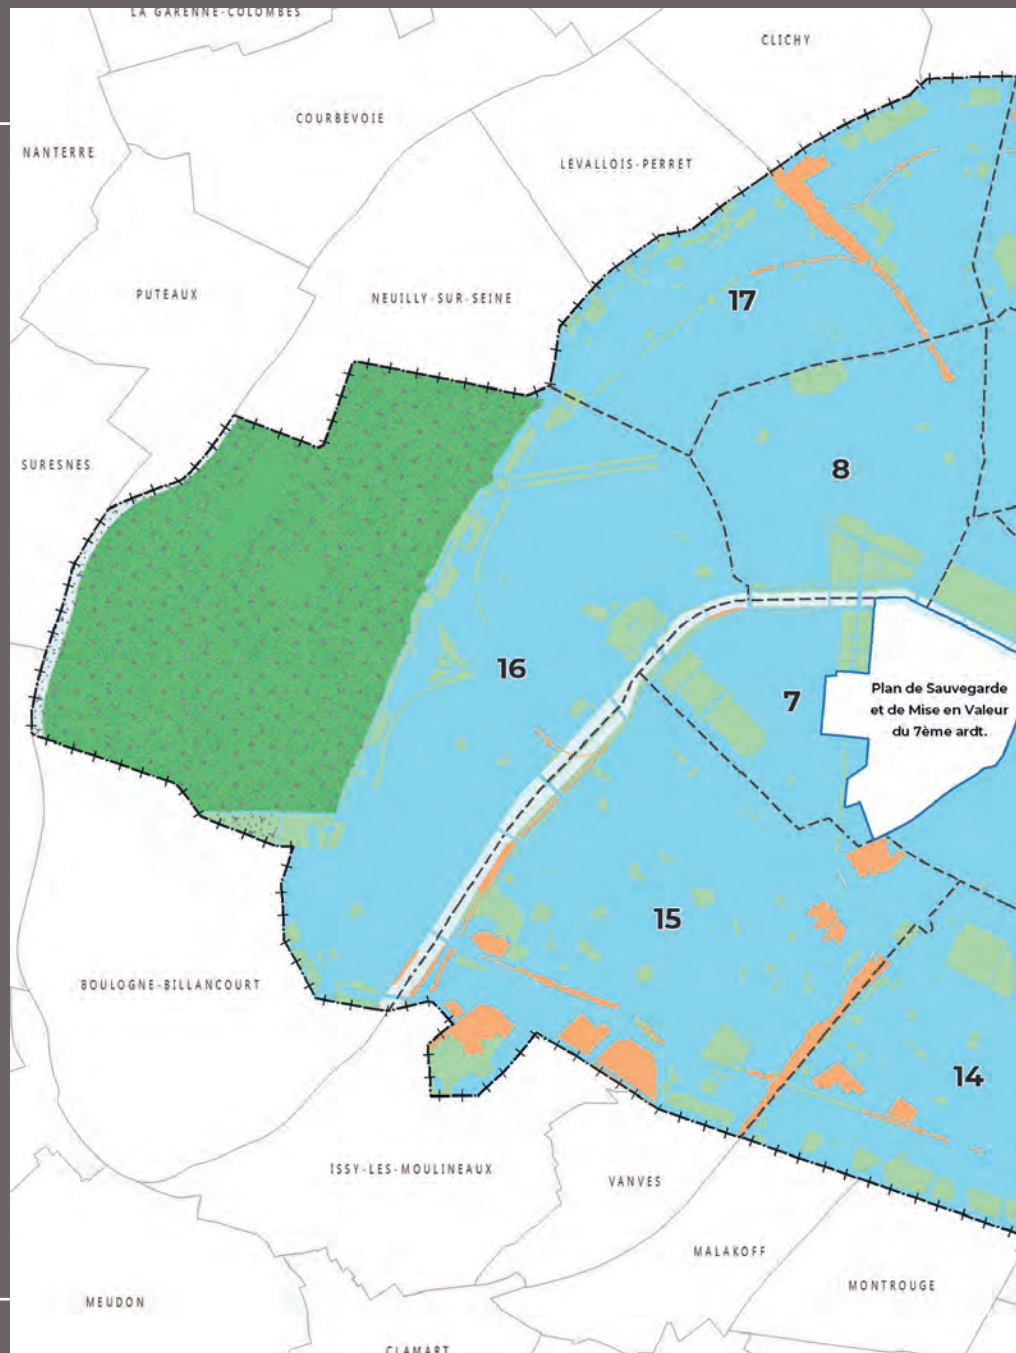 LA GARENNE-COLOMBES
CLICHY
COURBEVOIE
NANTERRE
LEVALLOIS-PERRET
PUTEAUX
NEUILLY-SUR-SEINE
17
SURESNES
8
16
7
Plan de Sauvegarde
et de Mise en Valeur
du 7ème ardt.
15
BOULOGNE-BILLANCOURT
14
ISSY-LES-MOULINEAUX
VANVES
MALAKOFF
MONTROUGE
MEUDON
CLAMART